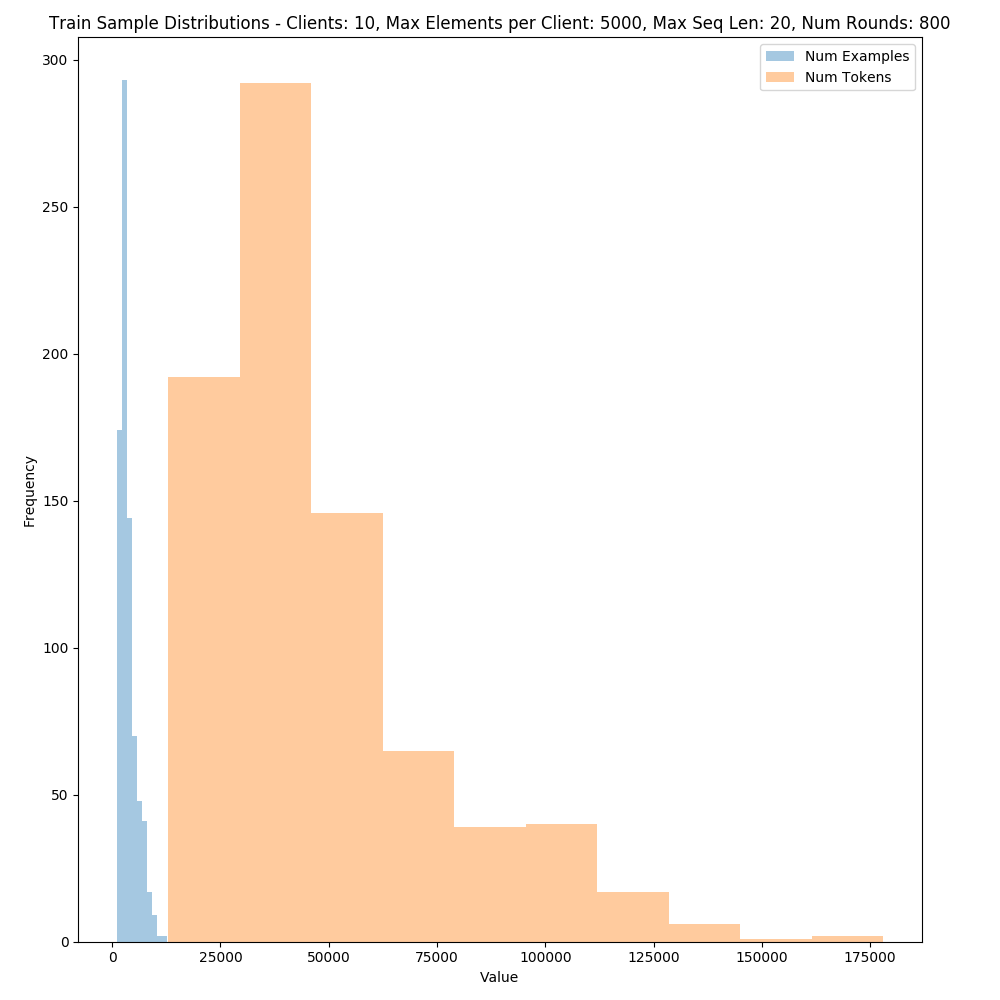 Train Sample Distributions - Clients: 10, Max Elements per Client: 5000, Max Seq Len: 20, Num Rounds: 800
Num Examples
Num Tokens
300
250
200
150
100
50
0
Frequency
0 25000 50000 75000 100000 125000 150000 175000
Value